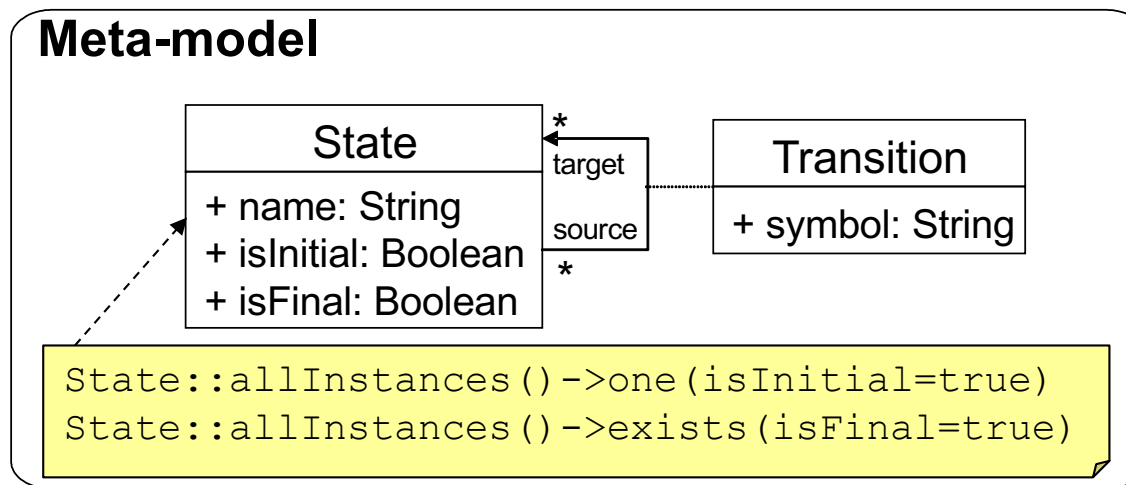 Meta-model
State
+ name: String
+ isInitial: Boolean
+ isFinal: Boolean
*
target
source
*
Transition
+ symbol: String
State::allInstances()->one(isInitial=true)
State::allInstances()->exists(isFinal=true)